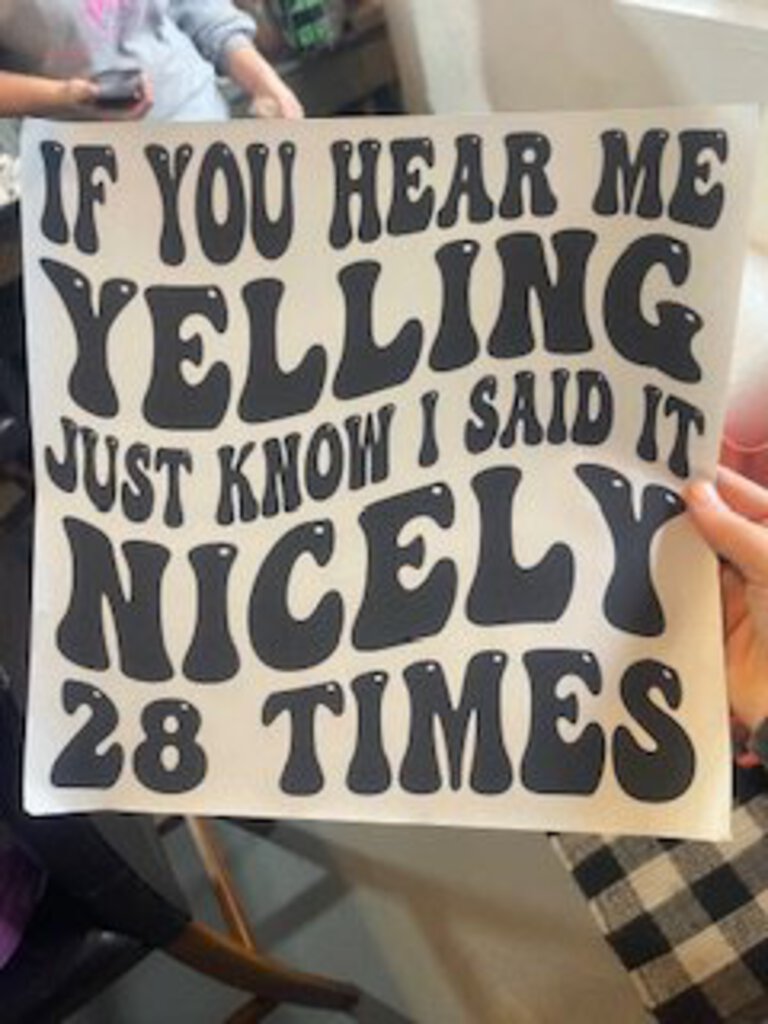 IF YOU HEAR ME
YELLING
JUST KNOW I SAID IT
NICELY
28 TIMES